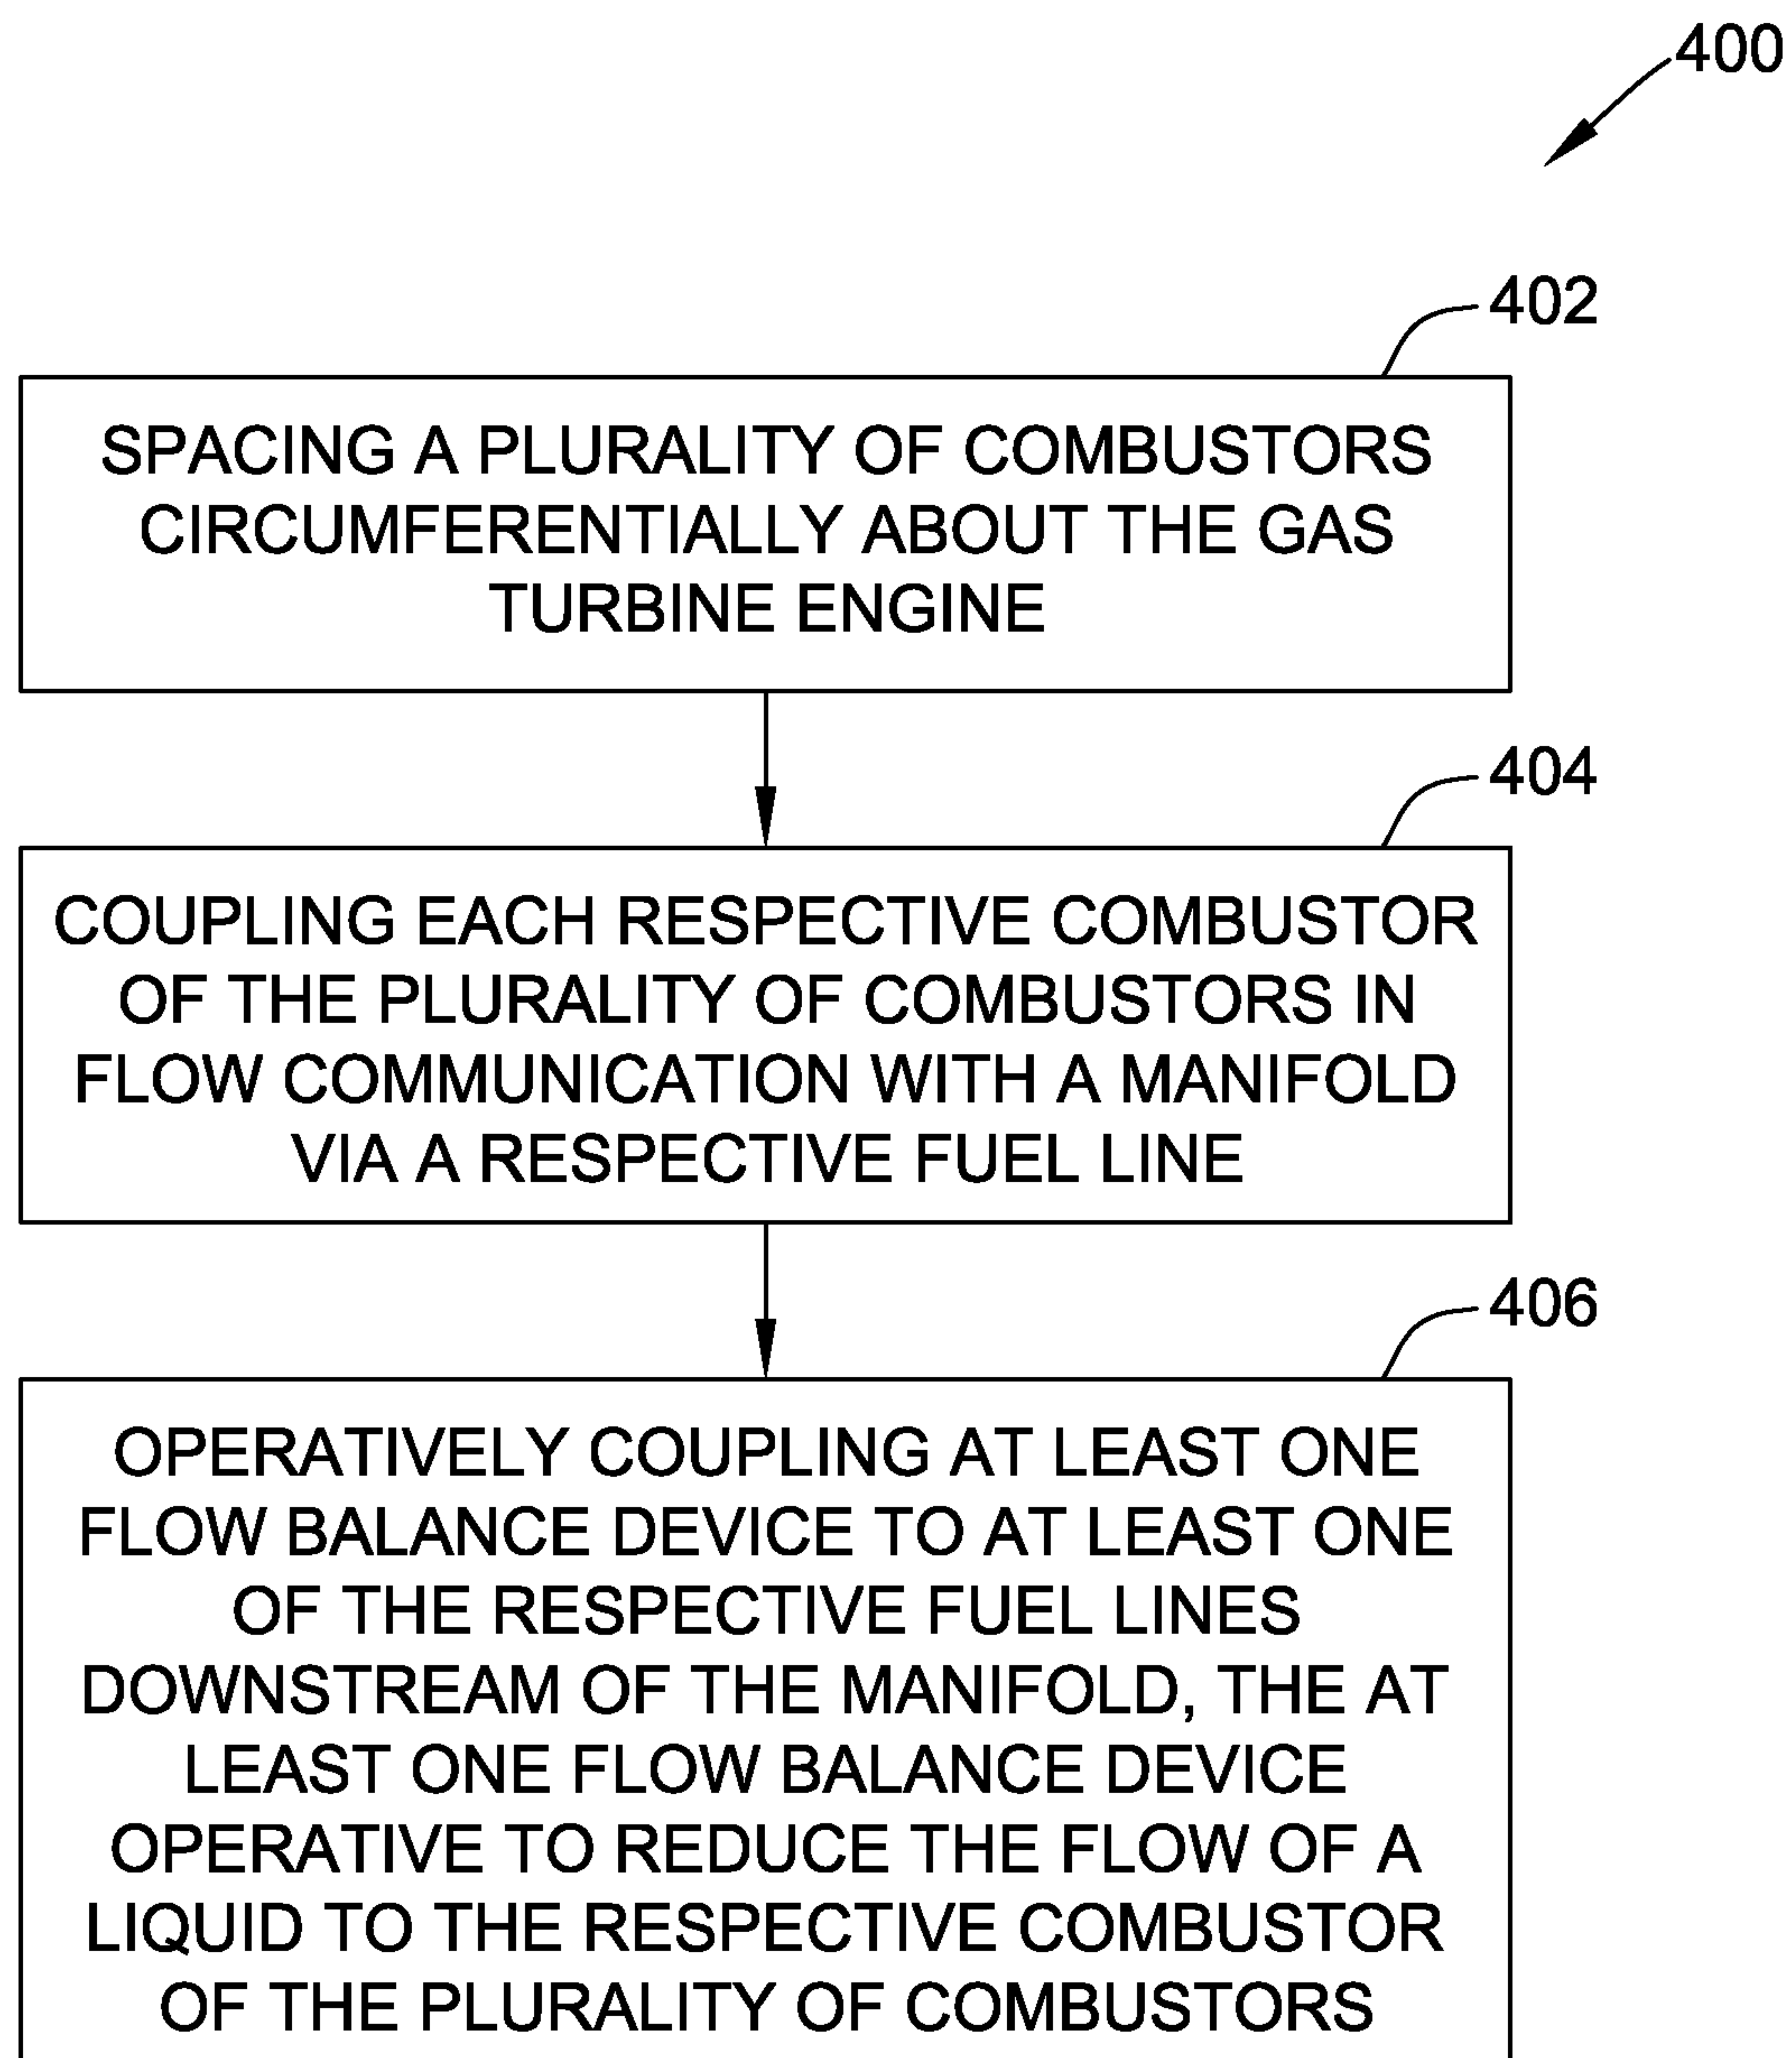 400
402
SPACING A PLURALITY OF COMBUSTORS
CIRCUMFERENTIALLY ABOUT THE GAS
TURBINE ENGINE
404
COUPLING EACH RESPECTIVE COMBUSTOR
OF THE PLURALITY OF COMBUSTORS IN
FLOW COMMUNICATION WITH A MANIFOLD
VIA A RESPECTIVE FUEL LINE
406
OPERATIVELY COUPLING AT LEAST ONE
FLOW BALANCE DEVICE TO AT LEAST ONE
OF THE RESPECTIVE FUEL LINES
DOWNSTREAM OF THE MANIFOLD, THE AT
LEAST ONE FLOW BALANCE DEVICE
OPERATIVE TO REDUCE THE FLOW OF A
LIQUID TO THE RESPECTIVE COMBUSTOR
OF THE PLURALITY OF COMBUSTORS